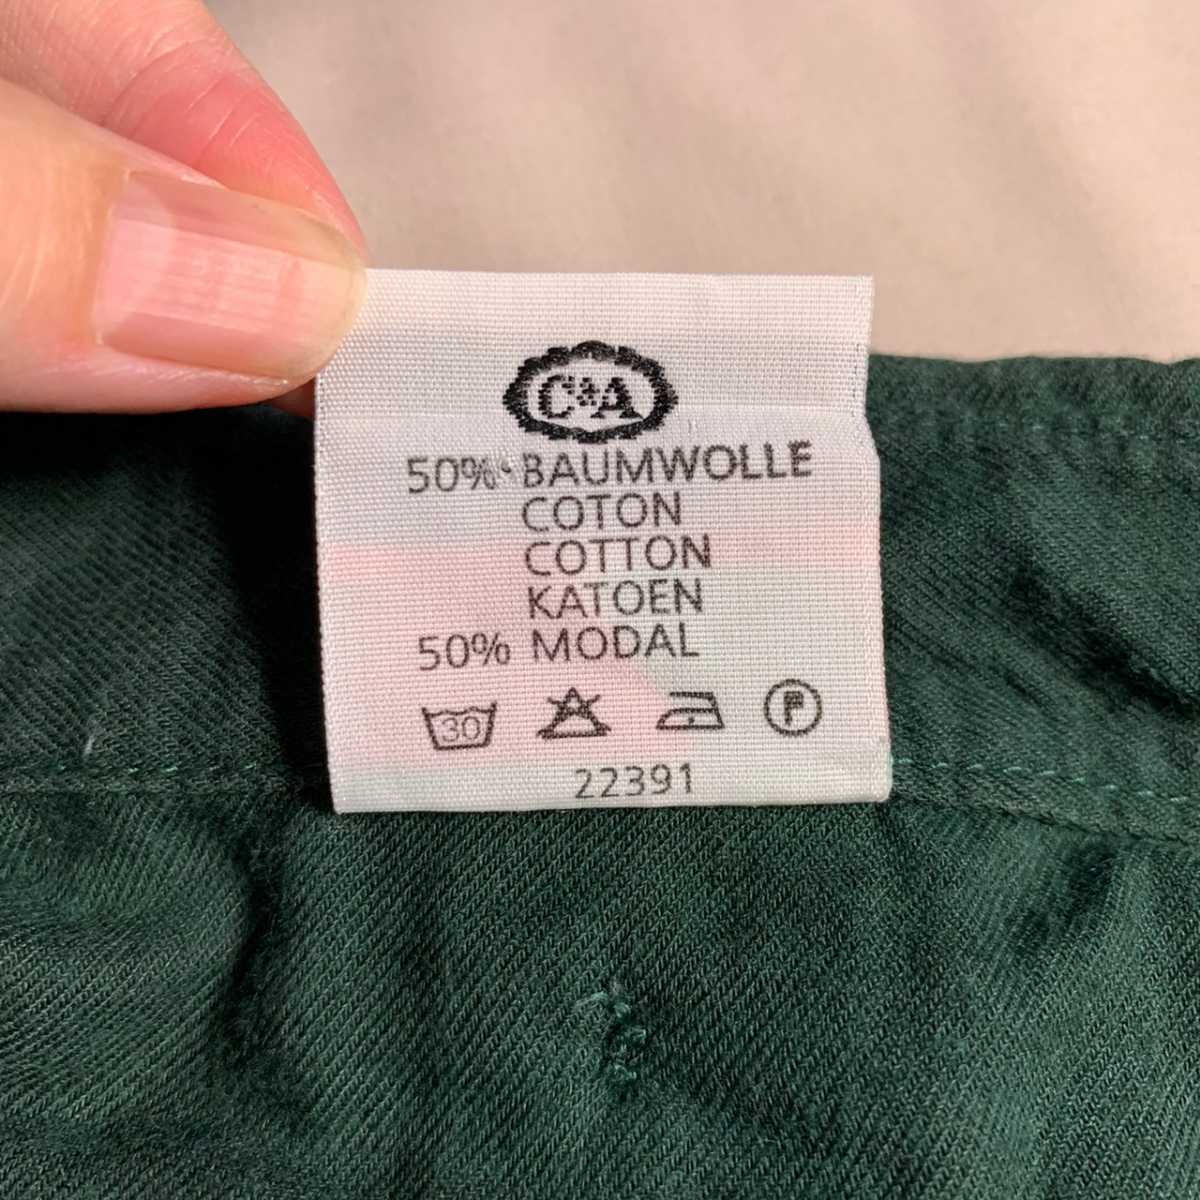 C&A
50% BAUMWOLLE
COTON
COTTON
KATOEN
50% MODAL
30 P
22391